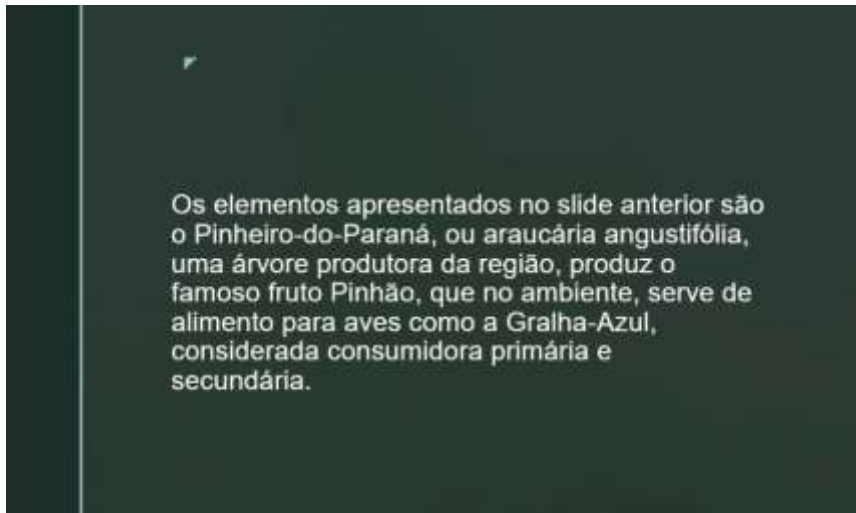 Os elementos apresentados no slide anterior são
o Pinheiro-do-Paraná, ou araucária angustifólia,
uma árvore produtora da região, produz o
famoso fruto Pinhão, que no ambiente, serve de
alimento para aves como a Gralha-Azul,
considerada consumidora primária e
secundária.